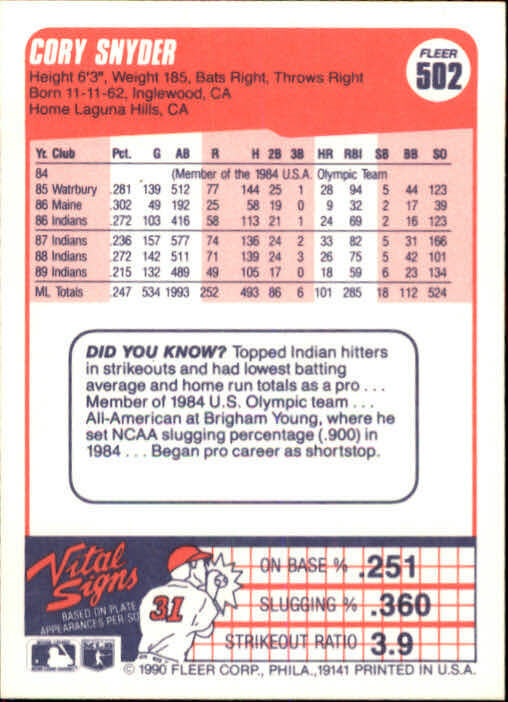 CORY SNYDER
FLEER
502
Height 6'3", Weight 185, Bats Right, Throws Right
Born 11-11-62, Inglewood, CA
Home Laguna Hills, CA
Yr. Club Pct. G AB R H 2B 3B HR RBI SB BB SO
84 (Member of the 1984 U.S.A. Olympic Team
85 Watrbury .281 139 512 77 144 25 1 28 94 5 44 123
86 Maine .302 49 192 25 58 19 0 9 32 2 17 39
86 Indians .272 103 416 58 113 21 1 24 69 2 16 123
87 Indians .236 157 577 74 136 24 2 33 82 5 31 166
88 Indians .272 142 511 71 139 24 3 26 75 5 42 101
89 Indians .215 132 489 49 105 17 0 18 59 6 23 134
ML Totals .247 534 1993 252 493 86 6 101 285 18 112 524
DID YOU KNOW? Topped Indian hitters
in strikeouts and had lowest batting
average and home run totals as a pro . . .
Member of 1984 U.S. Olympic team . . .
All-American at Brigham Young, where he
set NCAA slugging percentage (.900) in
1984 . . . Began pro career as shortstop.
Vital
Signs
BASED ON PLATE
APPEARANCES PER SO
31
ON BASE % .251
SLUGGING % .360
STRIKEOUT RATIO 3.9
© 1990 FLEER CORP., PHILA., 19141 PRINTED IN U.S.A.